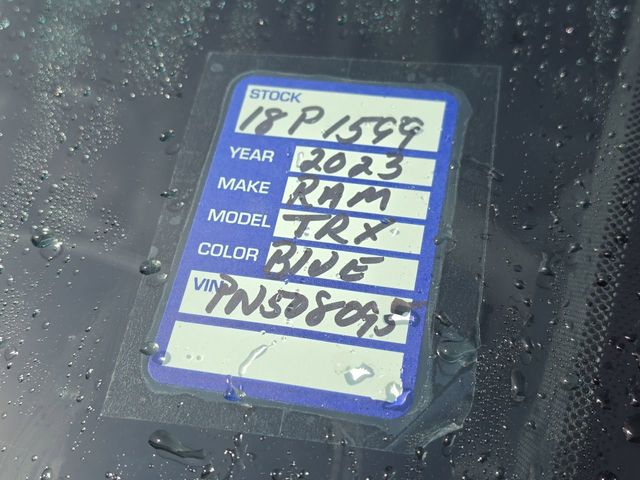 STOCK
18P1599
YEAR 2023
MAKE RAM
MODEL TRX
COLOR BlUE
VIN PN508095